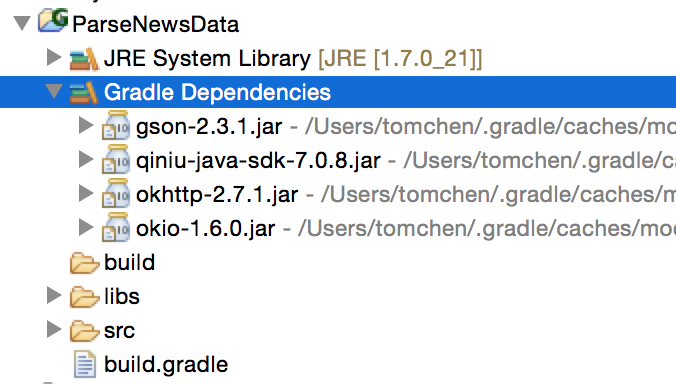 ParseNewsData
JRE System Library [JRE [1.7.0_21]]
Gradle Dependencies
gson-2.3.1.jar - /Users/tomchen/.gradle/caches/mo
qiniu-java-sdk-7.0.8.jar - /Users/tomchen/.gradle/ca
okhttp-2.7.1.jar - /Users/tomchen/.gradle/caches/m
okio-1.6.0.jar - /Users/tomchen/.gradle/caches/mod
build
libs
src
build.gradle